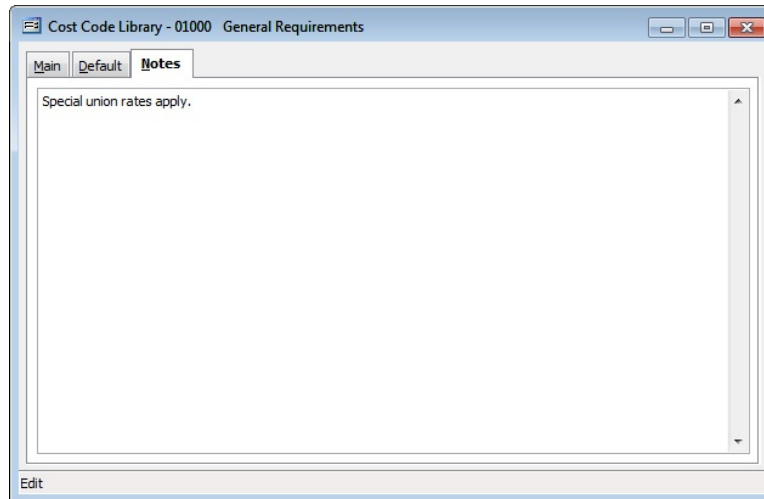 Cost Code Library - 01000   General Requirements
Main Default Notes
Special union rates apply.
Edit